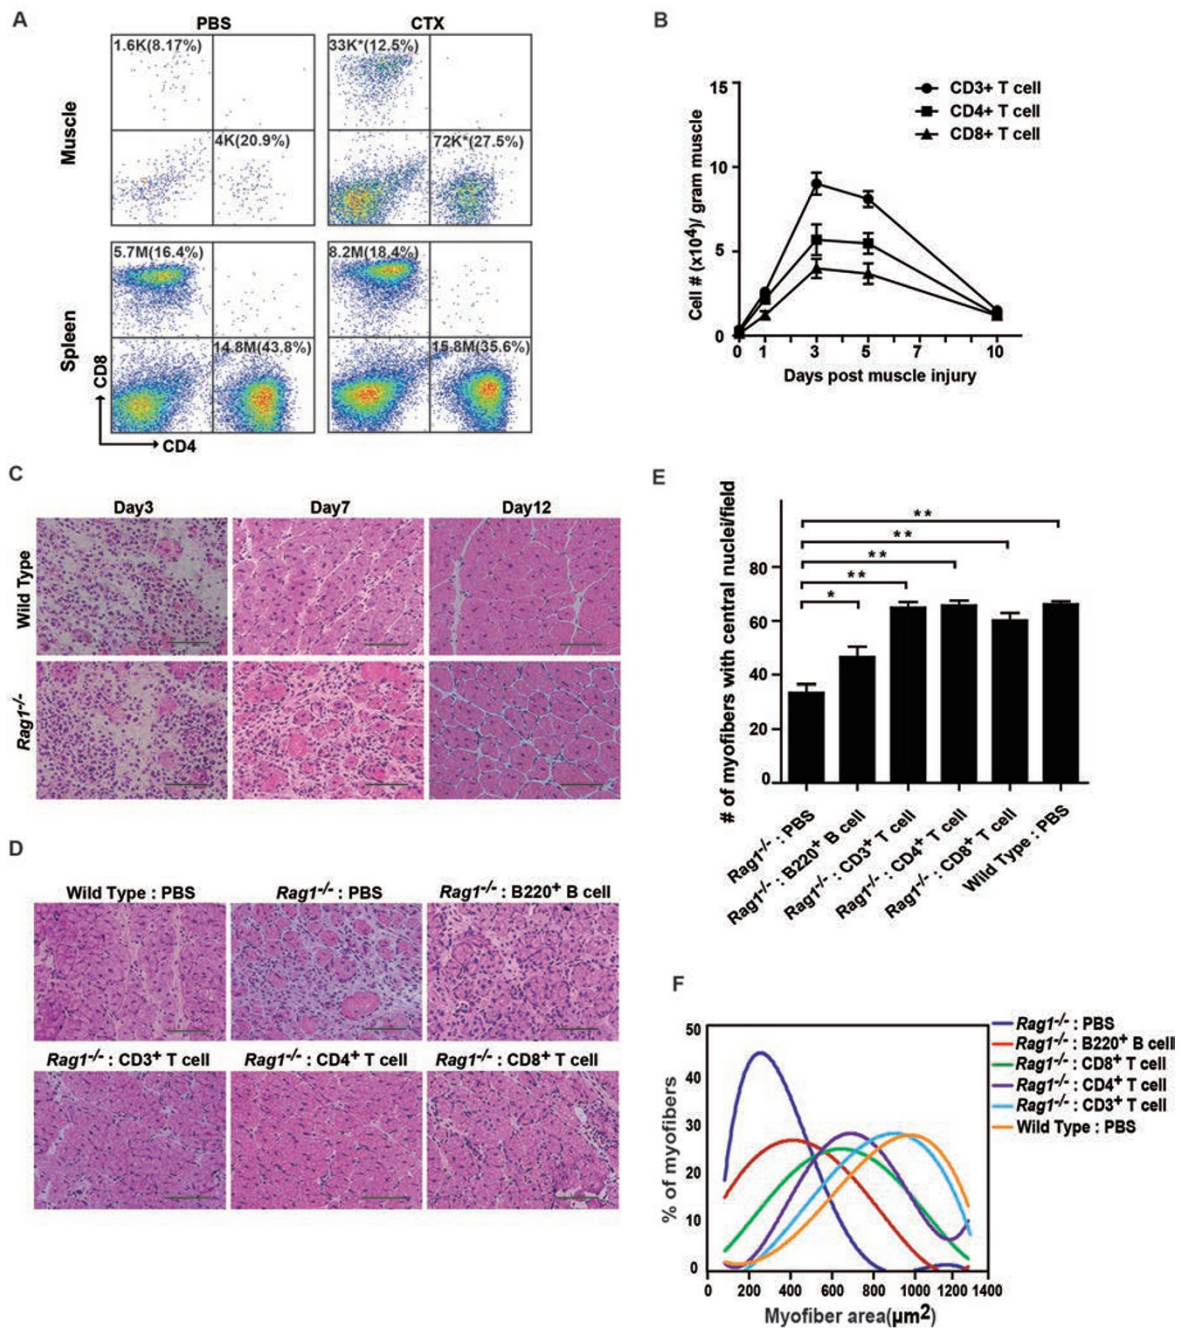 A
PBS
CTX
Muscle
1.6K(8.17%)
33K*(12.5%)
4K(20.9%)
72K*(27.5%)
Spleen
5.7M(16.4%)
8.2M(18.4%)
14.8M(43.8%)
15.8M(35.6%)
CD8
CD4
B
Cell # (x10⁴)/ gram muscle
15
10
5
0
0 1 3 5 7 10
Days post muscle injury
CD3+ T cell
CD4+ T cell
CD8+ T cell
C
Day3
Day7
Day12
Wild Type
Rag1-/-
D
Wild Type : PBS
Rag1-/- : PBS
Rag1-/- : B220+ B cell
Rag1-/- : CD3+ T cell
Rag1-/- : CD4+ T cell
Rag1-/- : CD8+ T cell
E
# of myofibers with central nuclei/field
80
60
40
20
0
**
**
**
**
*
Rag1-/- : PBS
Rag1-/- : B220+ B cell
Rag1-/- : CD3+ T cell
Rag1-/- : CD4+ T cell
Rag1-/- : CD8+ T cell
Wild Type : PBS
F
% of myofibers
50
40
30
20
10
0
0 200 400 600 800 1000 1200 1400
Myofiber area(μm²)
Rag1-/- : PBS
Rag1-/- : B220+ B cell
Rag1-/- : CD8+ T cell
Rag1-/- : CD4+ T cell
Rag1-/- : CD3+ T cell
Wild Type : PBS